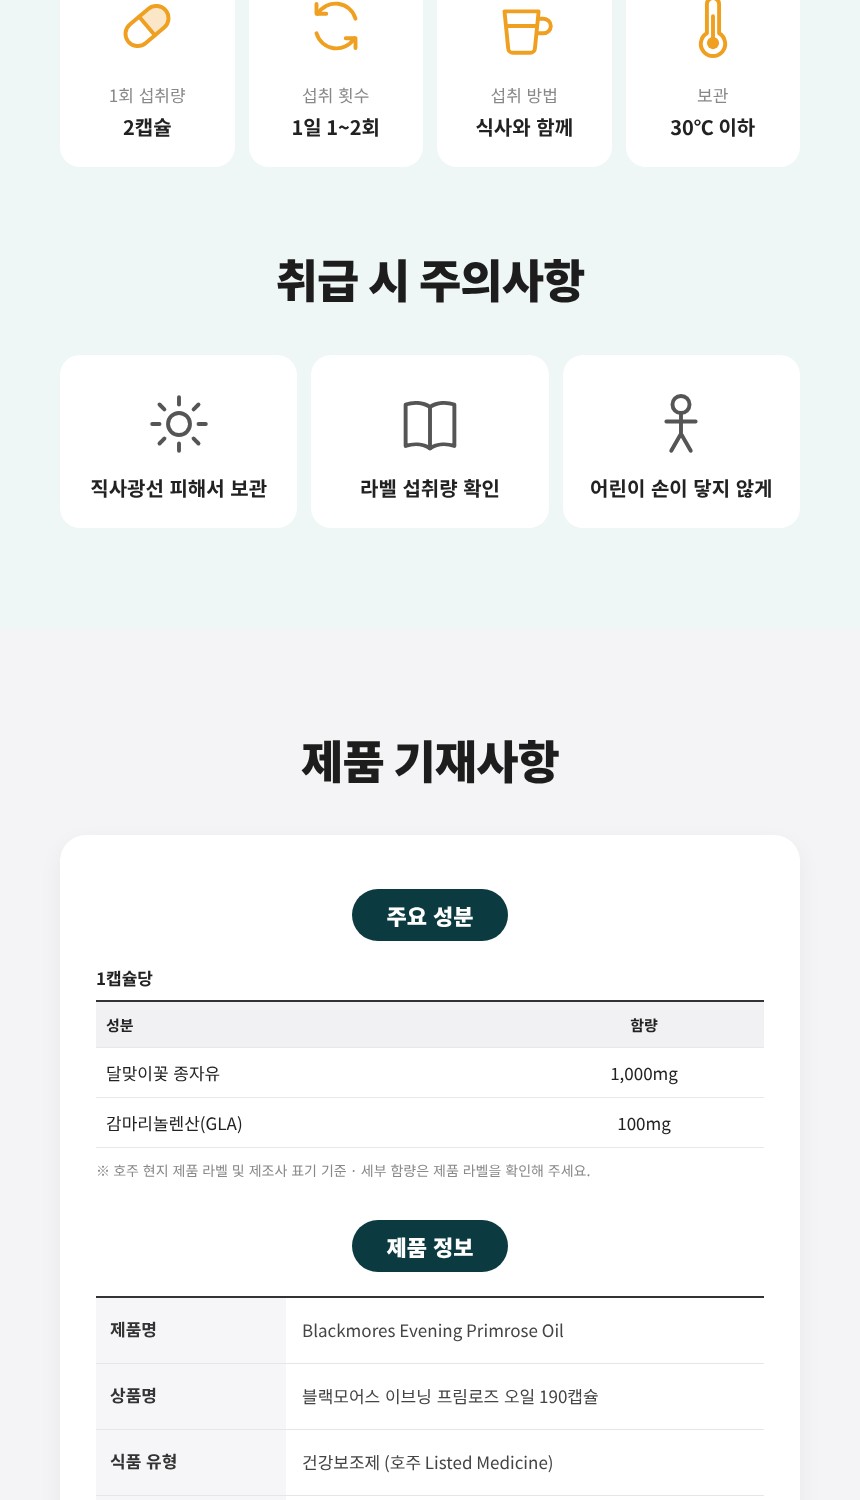 1회 섭취량
2캡슐
섭취 횟수
1일 1~2회
섭취 방법
식사와 함께
보관
30°C 이하
취급 시 주의사항
직사광선 피해서 보관
라벨 섭취량 확인
어린이 손이 닿지 않게
제품 기재사항
주요 성분
1캡슐당
성분 함량
달맞이꽃 종자유 1,000mg
감마리놀렌산(GLA) 100mg
※ 호주 현지 제품 라벨 및 제조사 표기 기준 · 세부 함량은 제품 라벨을 확인해 주세요.
제품 정보
제품명 Blackmores Evening Primrose Oil
상품명 블랙모어스 이브닝 프림로즈 오일 190캡슐
식품 유형 건강보조제 (호주 Listed Medicine)